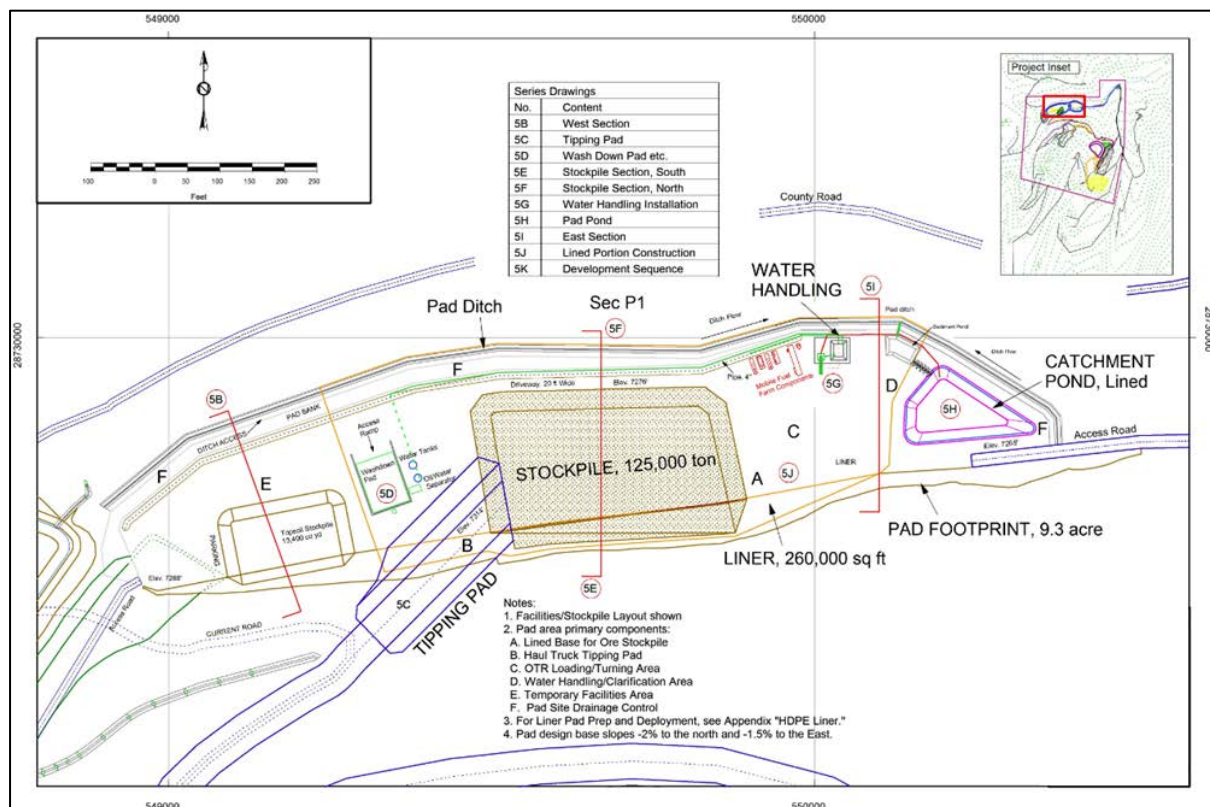 549000
550000
100 0 50 100 150 200 250
Feet
Series Drawings
No. Content
5B West Section
5C Tipping Pad
5D Wash Down Pad etc.
5E Stockpile Section, South
5F Stockpile Section, North
5G Water Handling Installation
5H Pad Pond
5I East Section
5J Lined Portion Construction
5K Development Sequence
Project Inset
County Road
WATER
HANDLING
5I
Pad Ditch
Sec P1
5F
Ditch Flow
Pad ditch
Sediment Pond
Ditch Flow
2873000
CATCHMENT
POND, Lined
F
Driveway, 20 ft Wide
Elev. 7276'
Pipe, 4"
Mobile Fuel
Farm Components
5G
D
5H
F
5B
PAD BANK
DITCH ACCESS
Access
Ramp
Water Tanks
Washdown
Pad
Oil/Water
Separator
5D
STOCKPILE, 125,000 ton
C
Elev. 7268'
Access Road
F
E
A
5J
LINER
PAD FOOTPRINT, 9.3 acre
Topsoil Stockpile
PARKING
Elev. 7314'
B
LINER, 260,000 sq ft
Elev. 7288'
5E
5C
TIPPING PAD
Access Road
CURRENT ROAD
Notes:
1. Facilities/Stockpile Layout shown
2. Pad area primary components:
A. Lined Base for Ore Stockpile
B. Haul Truck Tipping Pad
C. OTR Loading/Turning Area
D. Water Handling/Clarification Area
E. Temporary Facilities Area
F. Pad Site Drainage Control
3. For Liner Pad Prep and Deployment, see Appendix "HDPE Liner."
4. Pad design base slopes -2% to the north and -1.5% to the East.
549000
550000